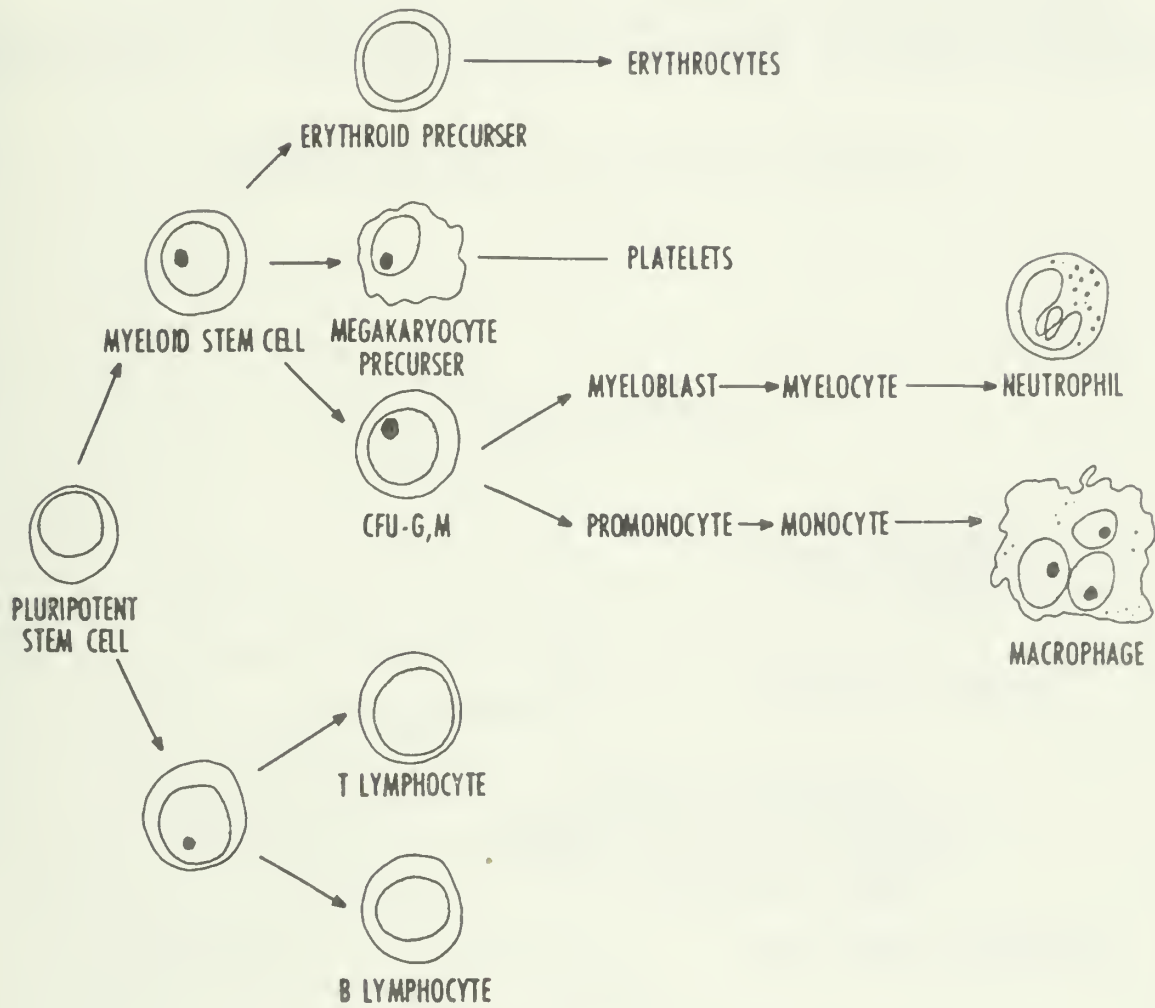 ERYTHROCYTES
ERYTHROID PRECURSER
PLATELETS
MYELOID STEM CELL
MEGAKARYOCYTE
PRECURSER
MYELOBLAST
MYELOCYTE
NEUTROPHIL
CFU-G,M
PROMONOCYTE
MONOCYTE
MACROPHAGE
PLURIPOTENT
STEM CELL
T LYMPHOCYTE
B LYMPHOCYTE